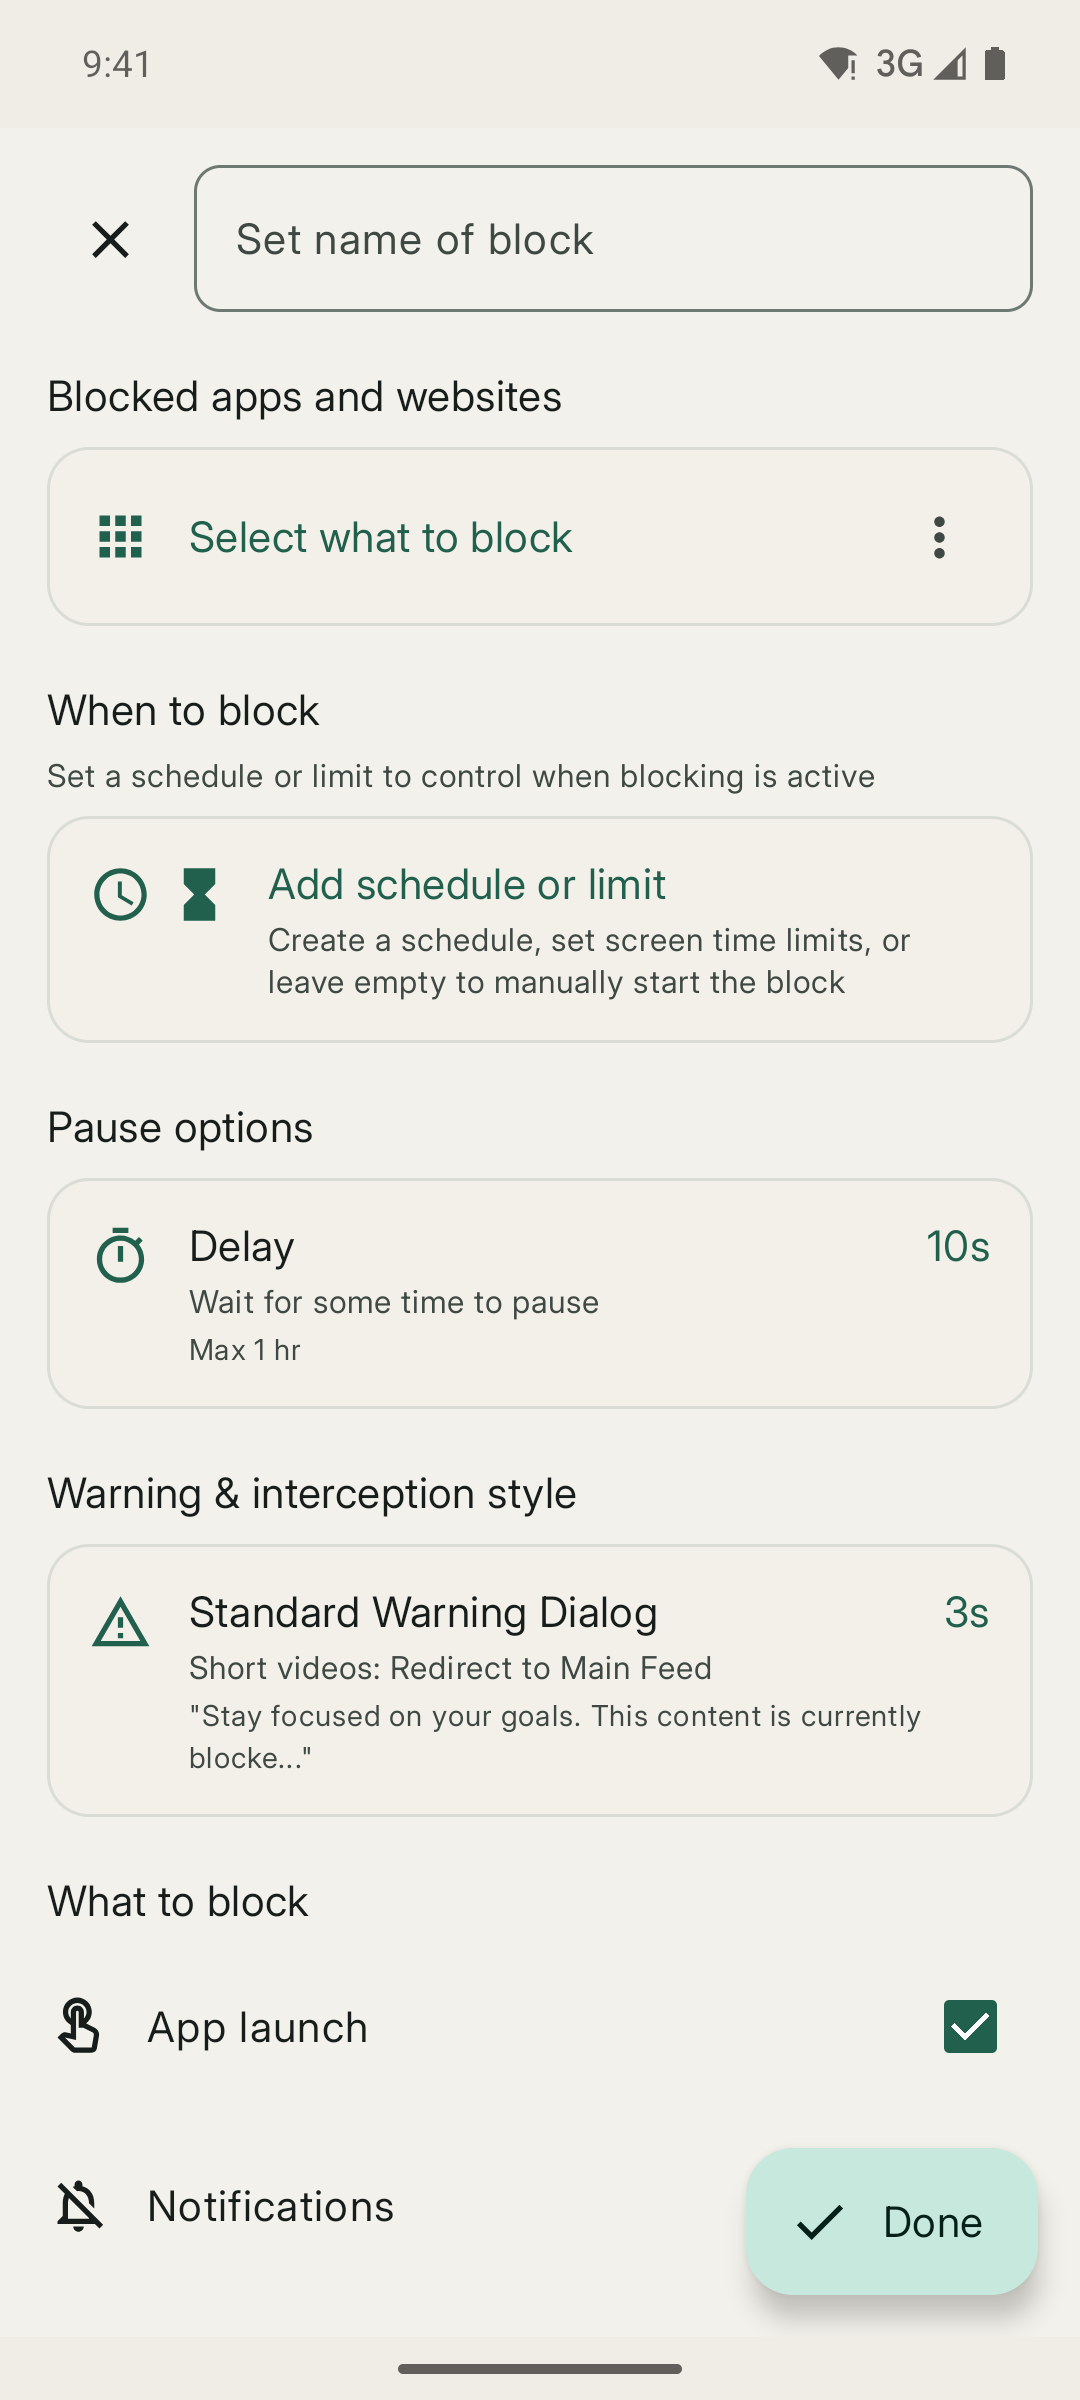 9:41
3G
Set name of block
Blocked apps and websites
Select what to block
When to block
Set a schedule or limit to control when blocking is active
Add schedule or limit
Create a schedule, set screen time limits, or
leave empty to manually start the block
Pause options
Delay
10s
Wait for some time to pause
Max 1 hr
Warning & interception style
Standard Warning Dialog
3s
Short videos: Redirect to Main Feed
"Stay focused on your goals. This content is currently
blocke..."
What to block
App launch
Notifications
Done